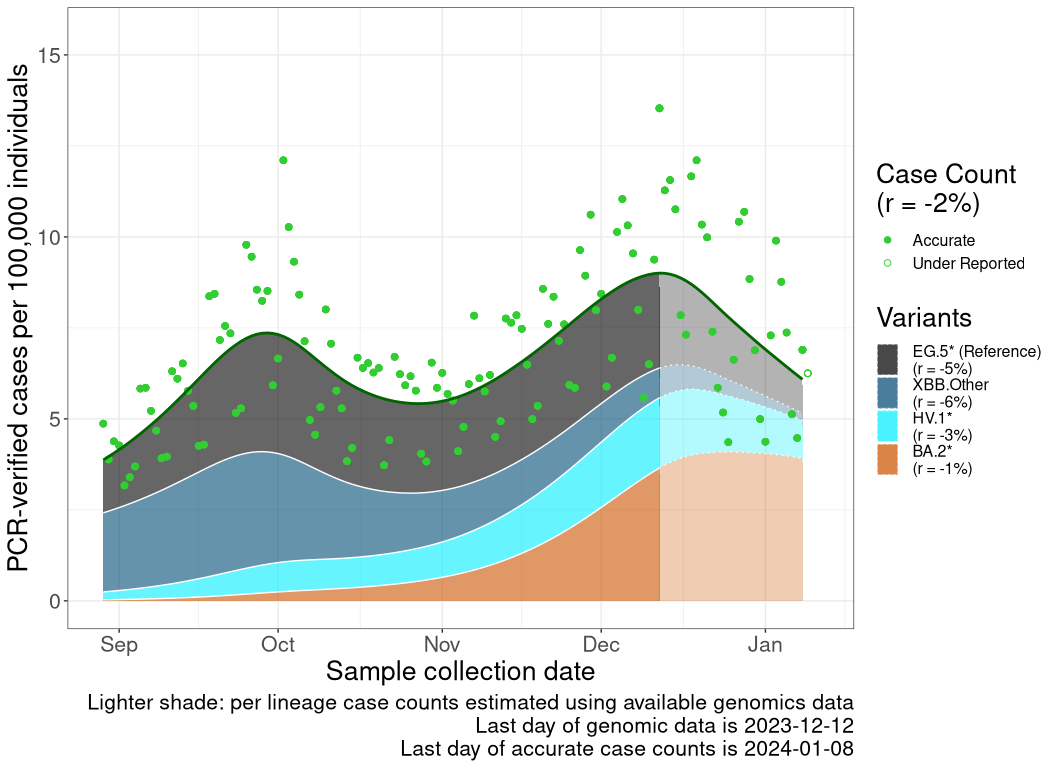 PCR-verified cases per 100,000 individuals
15
10
5
0
Sep
Oct
Nov
Dec
Jan
Sample collection date
Lighter shade: per lineage case counts estimated using available genomics data
Last day of genomic data is 2023-12-12
Last day of accurate case counts is 2024-01-08
Case Count
(r = -2%)
Accurate
Under Reported
Variants
EG.5* (Reference)
(r = -5%)
XBB.Other
(r = -6%)
HV.1*
(r = -3%)
BA.2*
(r = -1%)